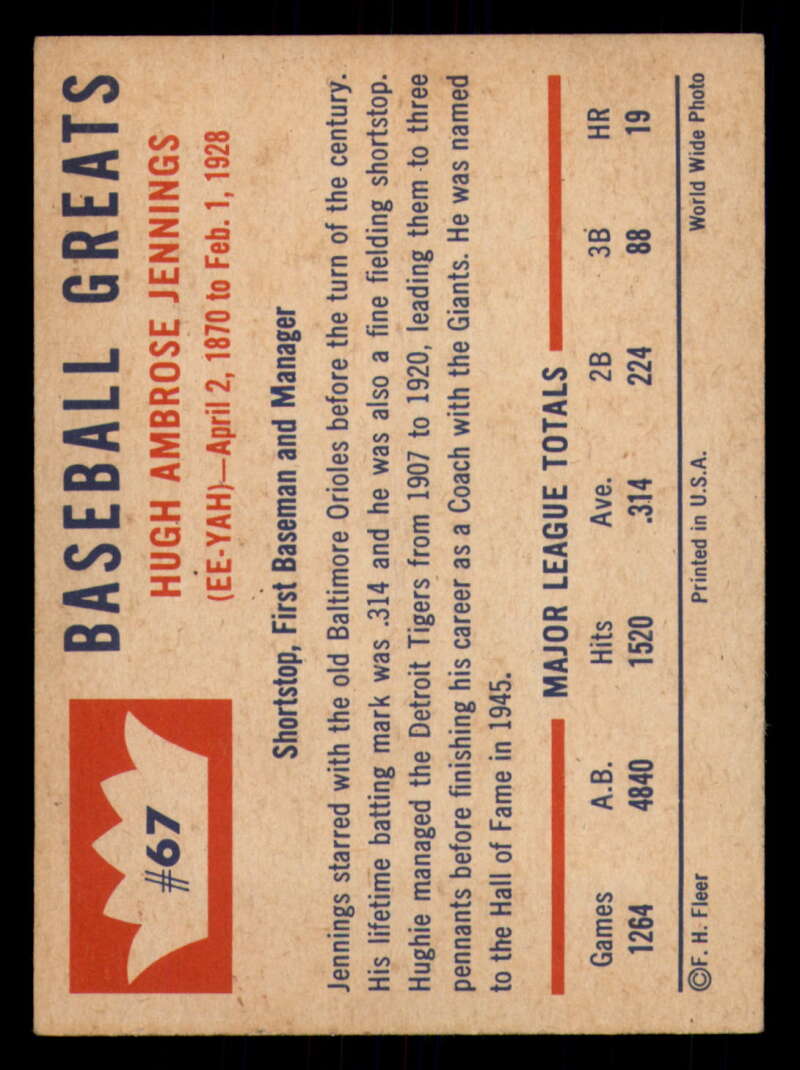 #67
BASEBALL GREATS
HUGH AMBROSE JENNINGS
(EE-YAH)—April 2, 1870 to Feb. 1, 1928
Shortstop, First Baseman and Manager
Jennings starred with the old Baltimore Orioles before the turn of the century.
His lifetime batting mark was .314 and he was also a fine fielding shortstop.
Hughie managed the Detroit Tigers from 1907 to 1920, leading them to three
pennants before finishing his career as a Coach with the Giants. He was named
to the Hall of Fame in 1945.
MAJOR LEAGUE TOTALS
Games A.B. Hits Ave. 2B 3B HR
1264 4840 1520 .314 224 88 19
©F. H. Fleer Printed in U.S.A. World Wide Photo